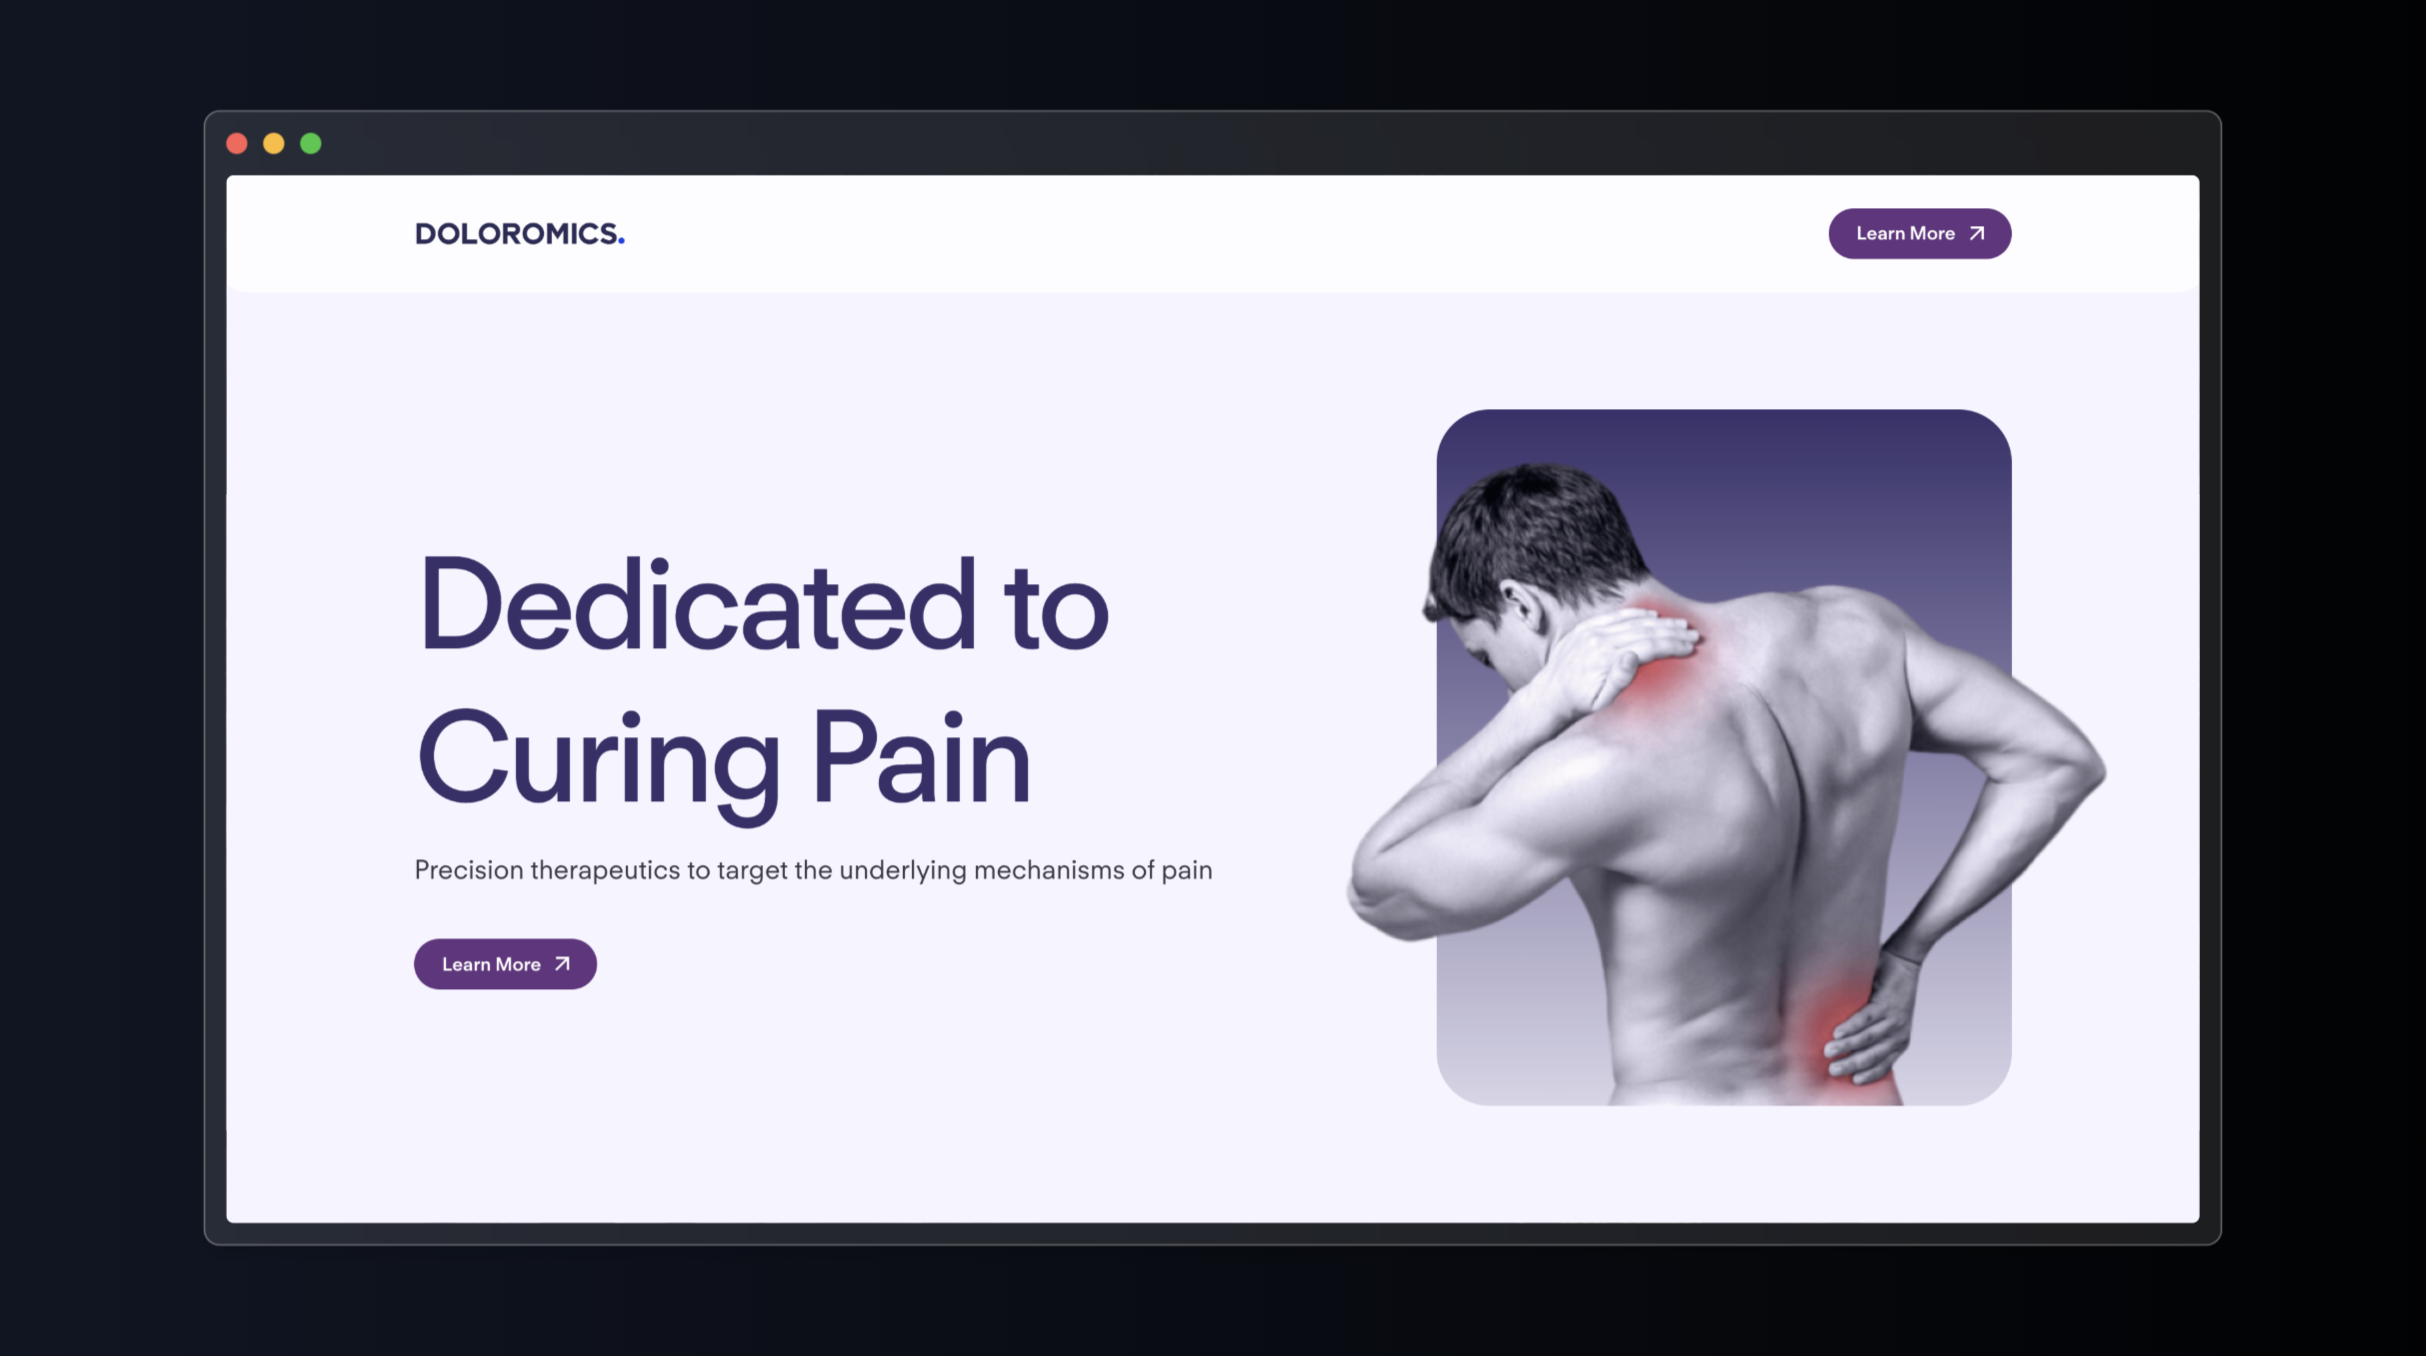 DOLOROMICS.
Learn More
Dedicated to
Curing Pain
Precision therapeutics to target the underlying mechanisms of pain
Learn More